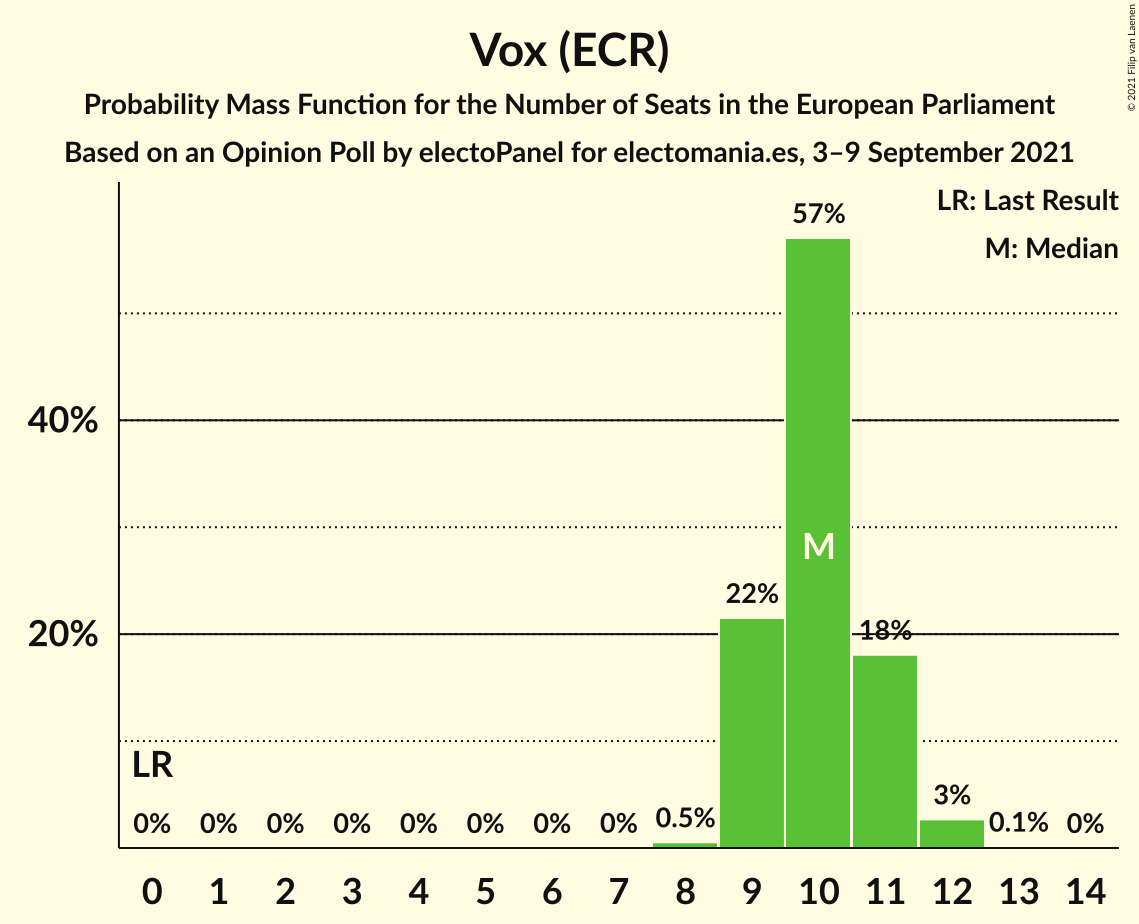 © 2021 Filip van Laenen
Vox (ECR)
Probability Mass Function for the Number of Seats in the European Parliament
Based on an Opinion Poll by electoPanel for electomania.es, 3–9 September 2021
LR: Last Result
M: Median
57%
40%
M
22%
20%
18%
LR
0% 0% 0% 0% 0% 0% 0% 0% 0.5% 3% 0.1% 0%
0 1 2 3 4 5 6 7 8 9 10 11 12 13 14